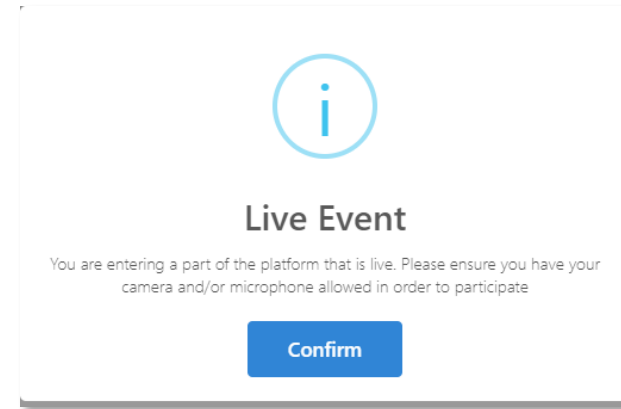 i
Live Event
You are entering a part of the platform that is live. Please ensure you have your
camera and/or microphone allowed in order to participate
Confirm